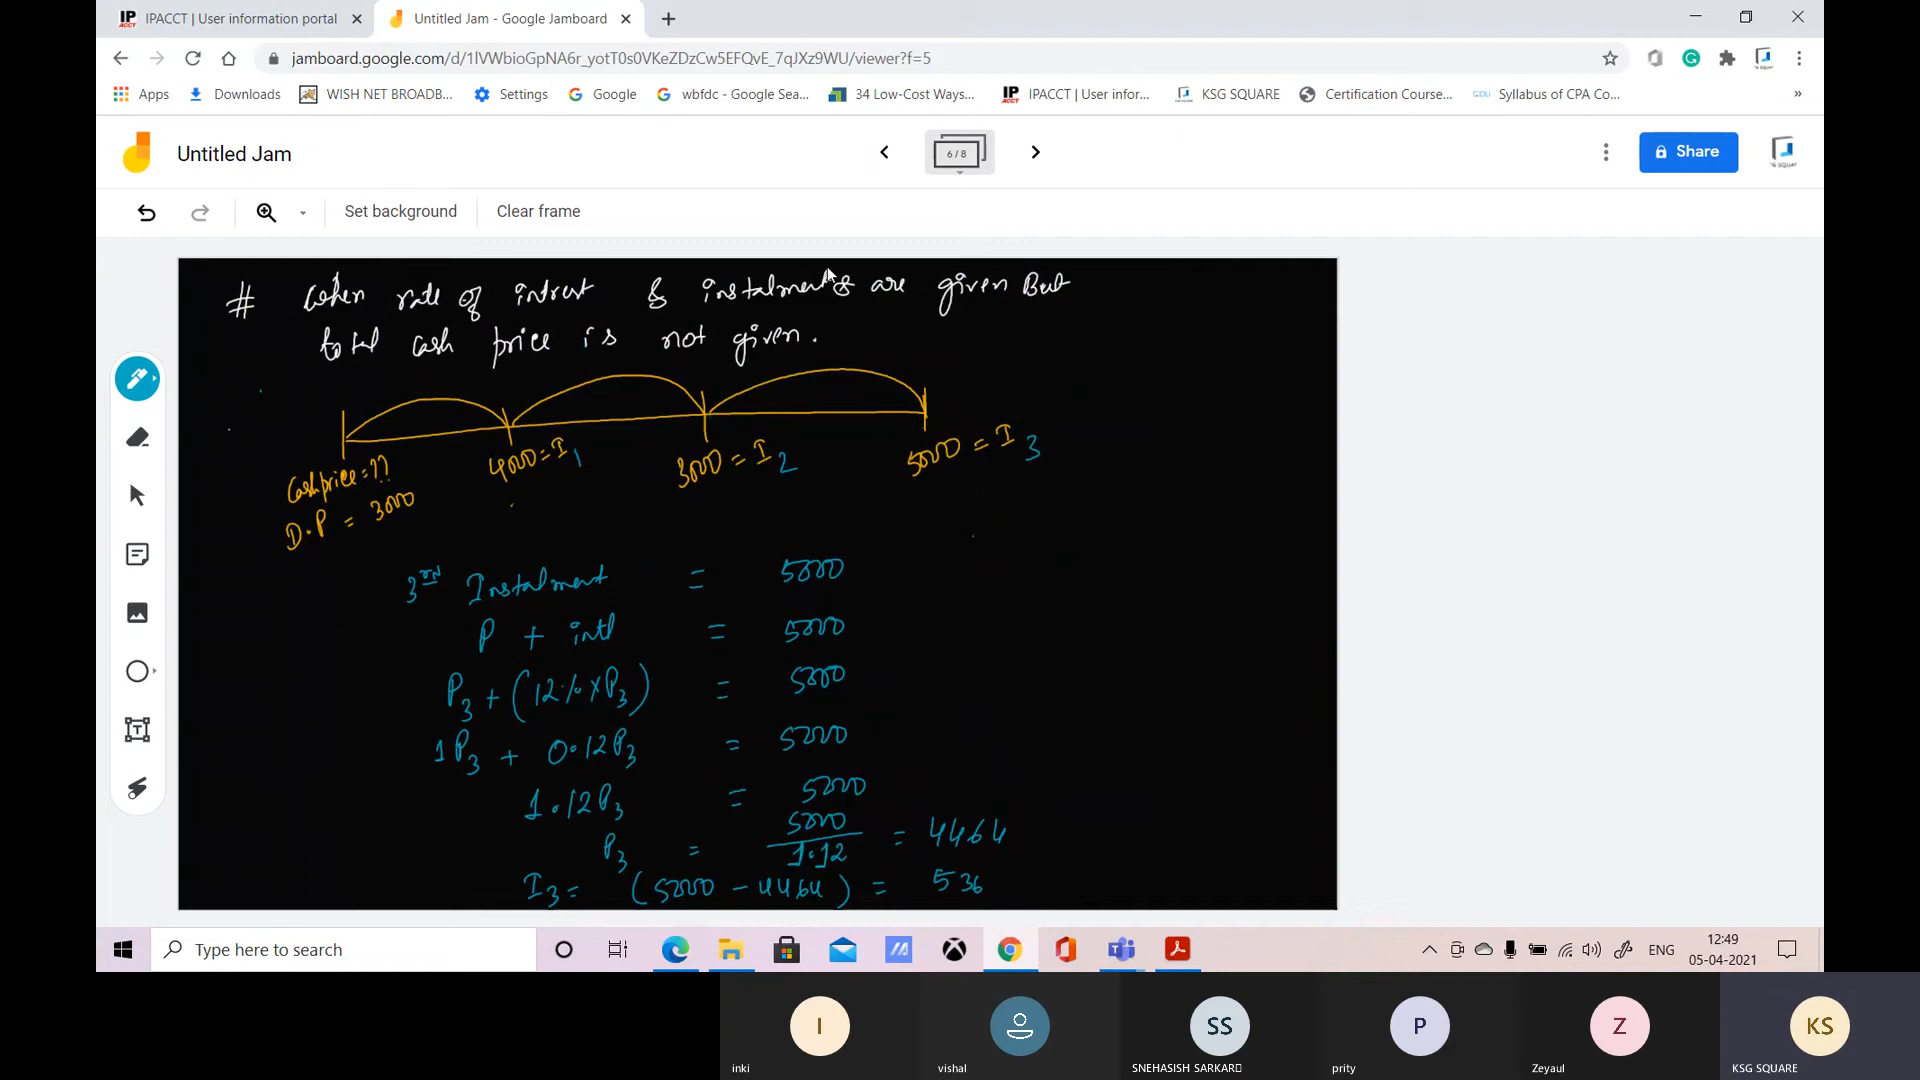 IPACCT | User information portal
Untitled Jam - Google Jamboard
jamboard.google.com/d/1lVWbioGpNA6r_yotT0s0VKeZDzCw5EFQvE_7qJXz9WU/viewer?f=5
Apps Downloads WISH NET BROADB... Settings Google wbfdc - Google Sea... 34 Low-Cost Ways... IPACCT | User infor... KSG SQUARE Certification Course... Syllabus of CPA Co... »
Untitled Jam
6 / 8
Share
Set background Clear frame
# When rate of intrest & instalments are given But
total cash price is not given.
Cash price = ??
D.P = 3000
4000 = I1
3000 = I2
5000 = I3
3rd Instalment = 5000
P + int = 5000
P3 + (12% x P3) = 5000
1P3 + 0.12P3 = 5000
1.12P3 = 5000
P3 = 5000 / 1.12 = 4464
I3 = (5000 - 4464) = 536
Type here to search
ENG
12:49
05-04-2021
I SS P Z KS
inki vishal SNEHASISH SARKAR prity Zeyaul KSG SQUARE